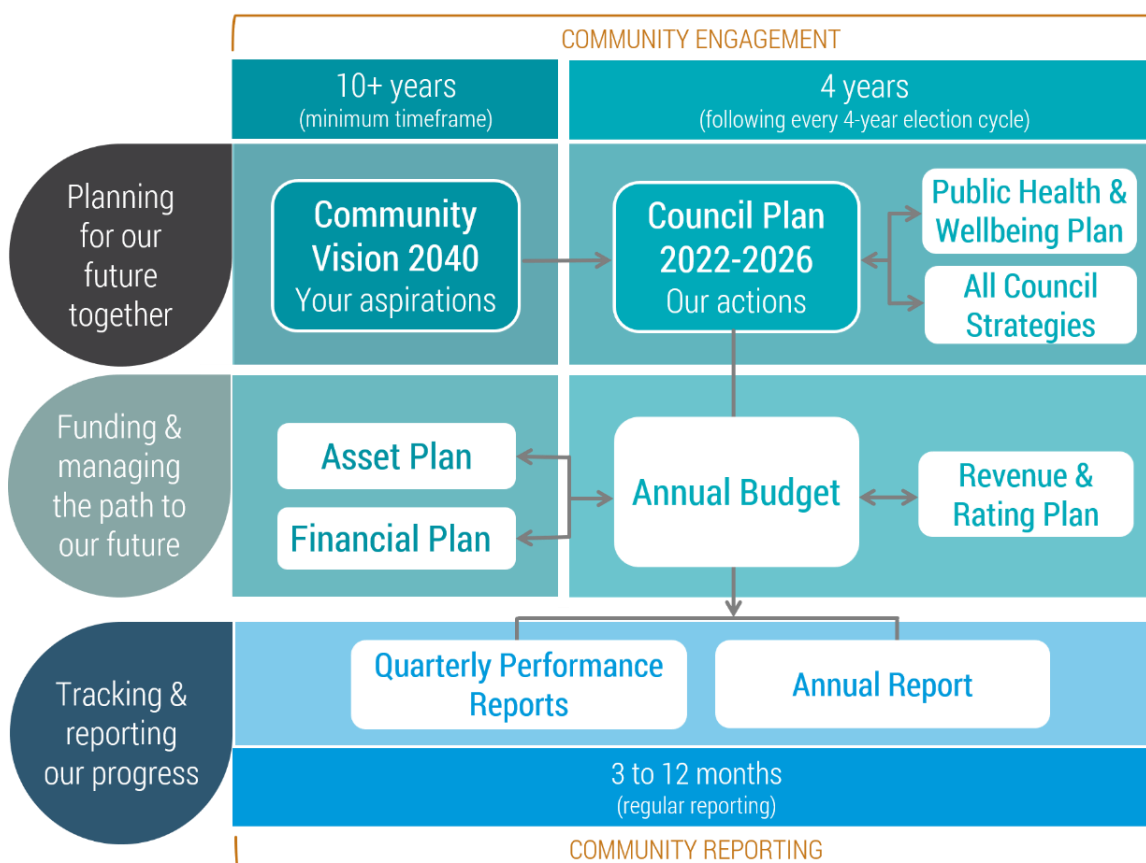 COMMUNITY ENGAGEMENT
10+ years
(minimum timeframe)
4 years
(following every 4-year election cycle)
Planning
for our
future
together
Community
Vision 2040
Your aspirations
Council Plan
2022-2026
Our actions
Public Health &
Wellbeing Plan
All Council
Strategies
Funding &
managing
the path to
our future
Asset Plan
Financial Plan
Annual Budget
Revenue &
Rating Plan
Tracking &
reporting
our progress
Quarterly Performance
Reports
Annual Report
3 to 12 months
(regular reporting)
COMMUNITY REPORTING